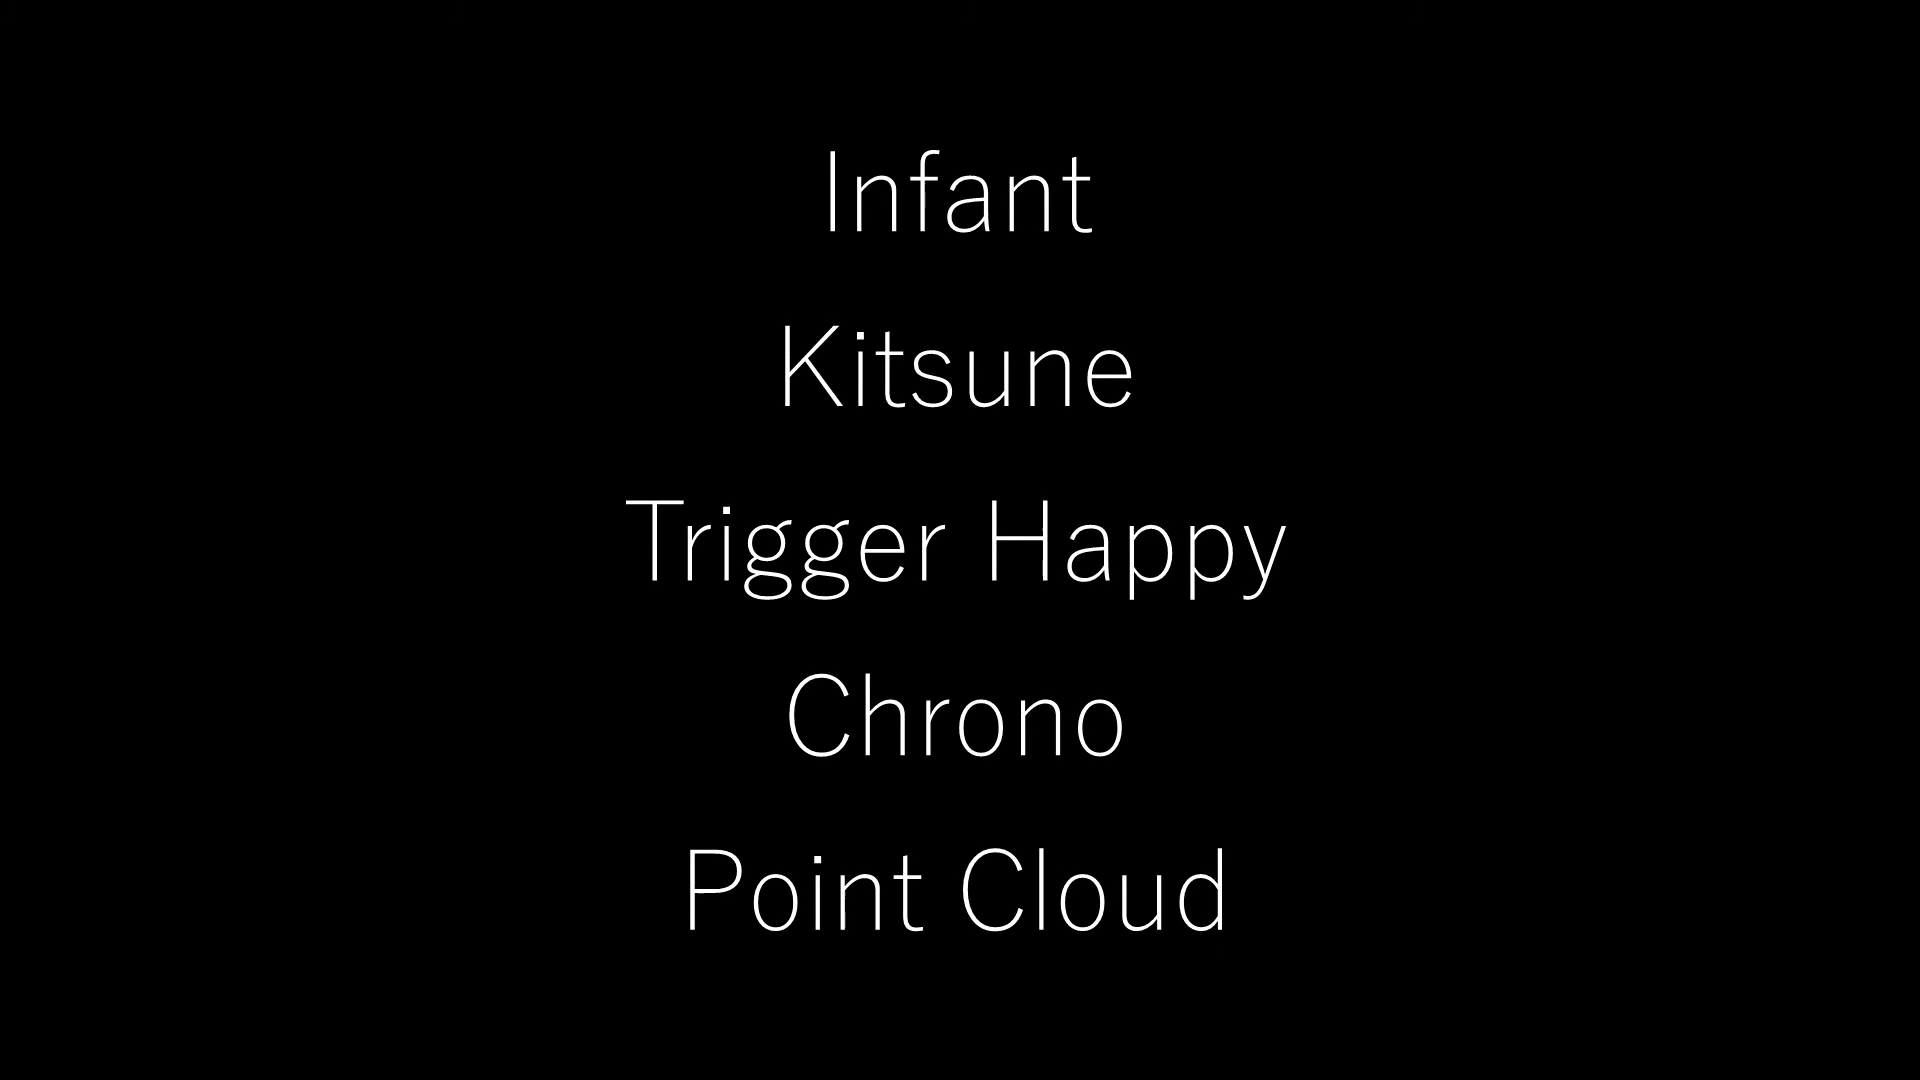 Infant
Kitsune
Trigger Happy
Chrono
Point Cloud